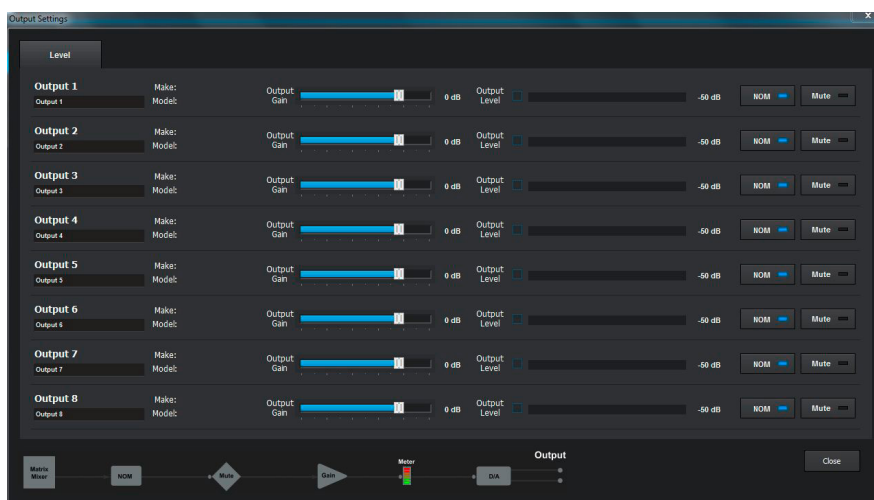 Output Settings
x
Level
Output 1 Make: Output Gain 0 dB Output Level -50 dB NOM Mute
Output 1 Model:
Output 2 Make: Output Gain 0 dB Output Level -50 dB NOM Mute
Output 2 Model:
Output 3 Make: Output Gain 0 dB Output Level -50 dB NOM Mute
Output 3 Model:
Output 4 Make: Output Gain 0 dB Output Level -50 dB NOM Mute
Output 4 Model:
Output 5 Make: Output Gain 0 dB Output Level -50 dB NOM Mute
Output 5 Model:
Output 6 Make: Output Gain 0 dB Output Level -50 dB NOM Mute
Output 6 Model:
Output 7 Make: Output Gain 0 dB Output Level -50 dB NOM Mute
Output 7 Model:
Output 8 Make: Output Gain 0 dB Output Level -50 dB NOM Mute
Output 8 Model:
Matrix Mixer NOM Mute Gain Meter D/A Output
Close